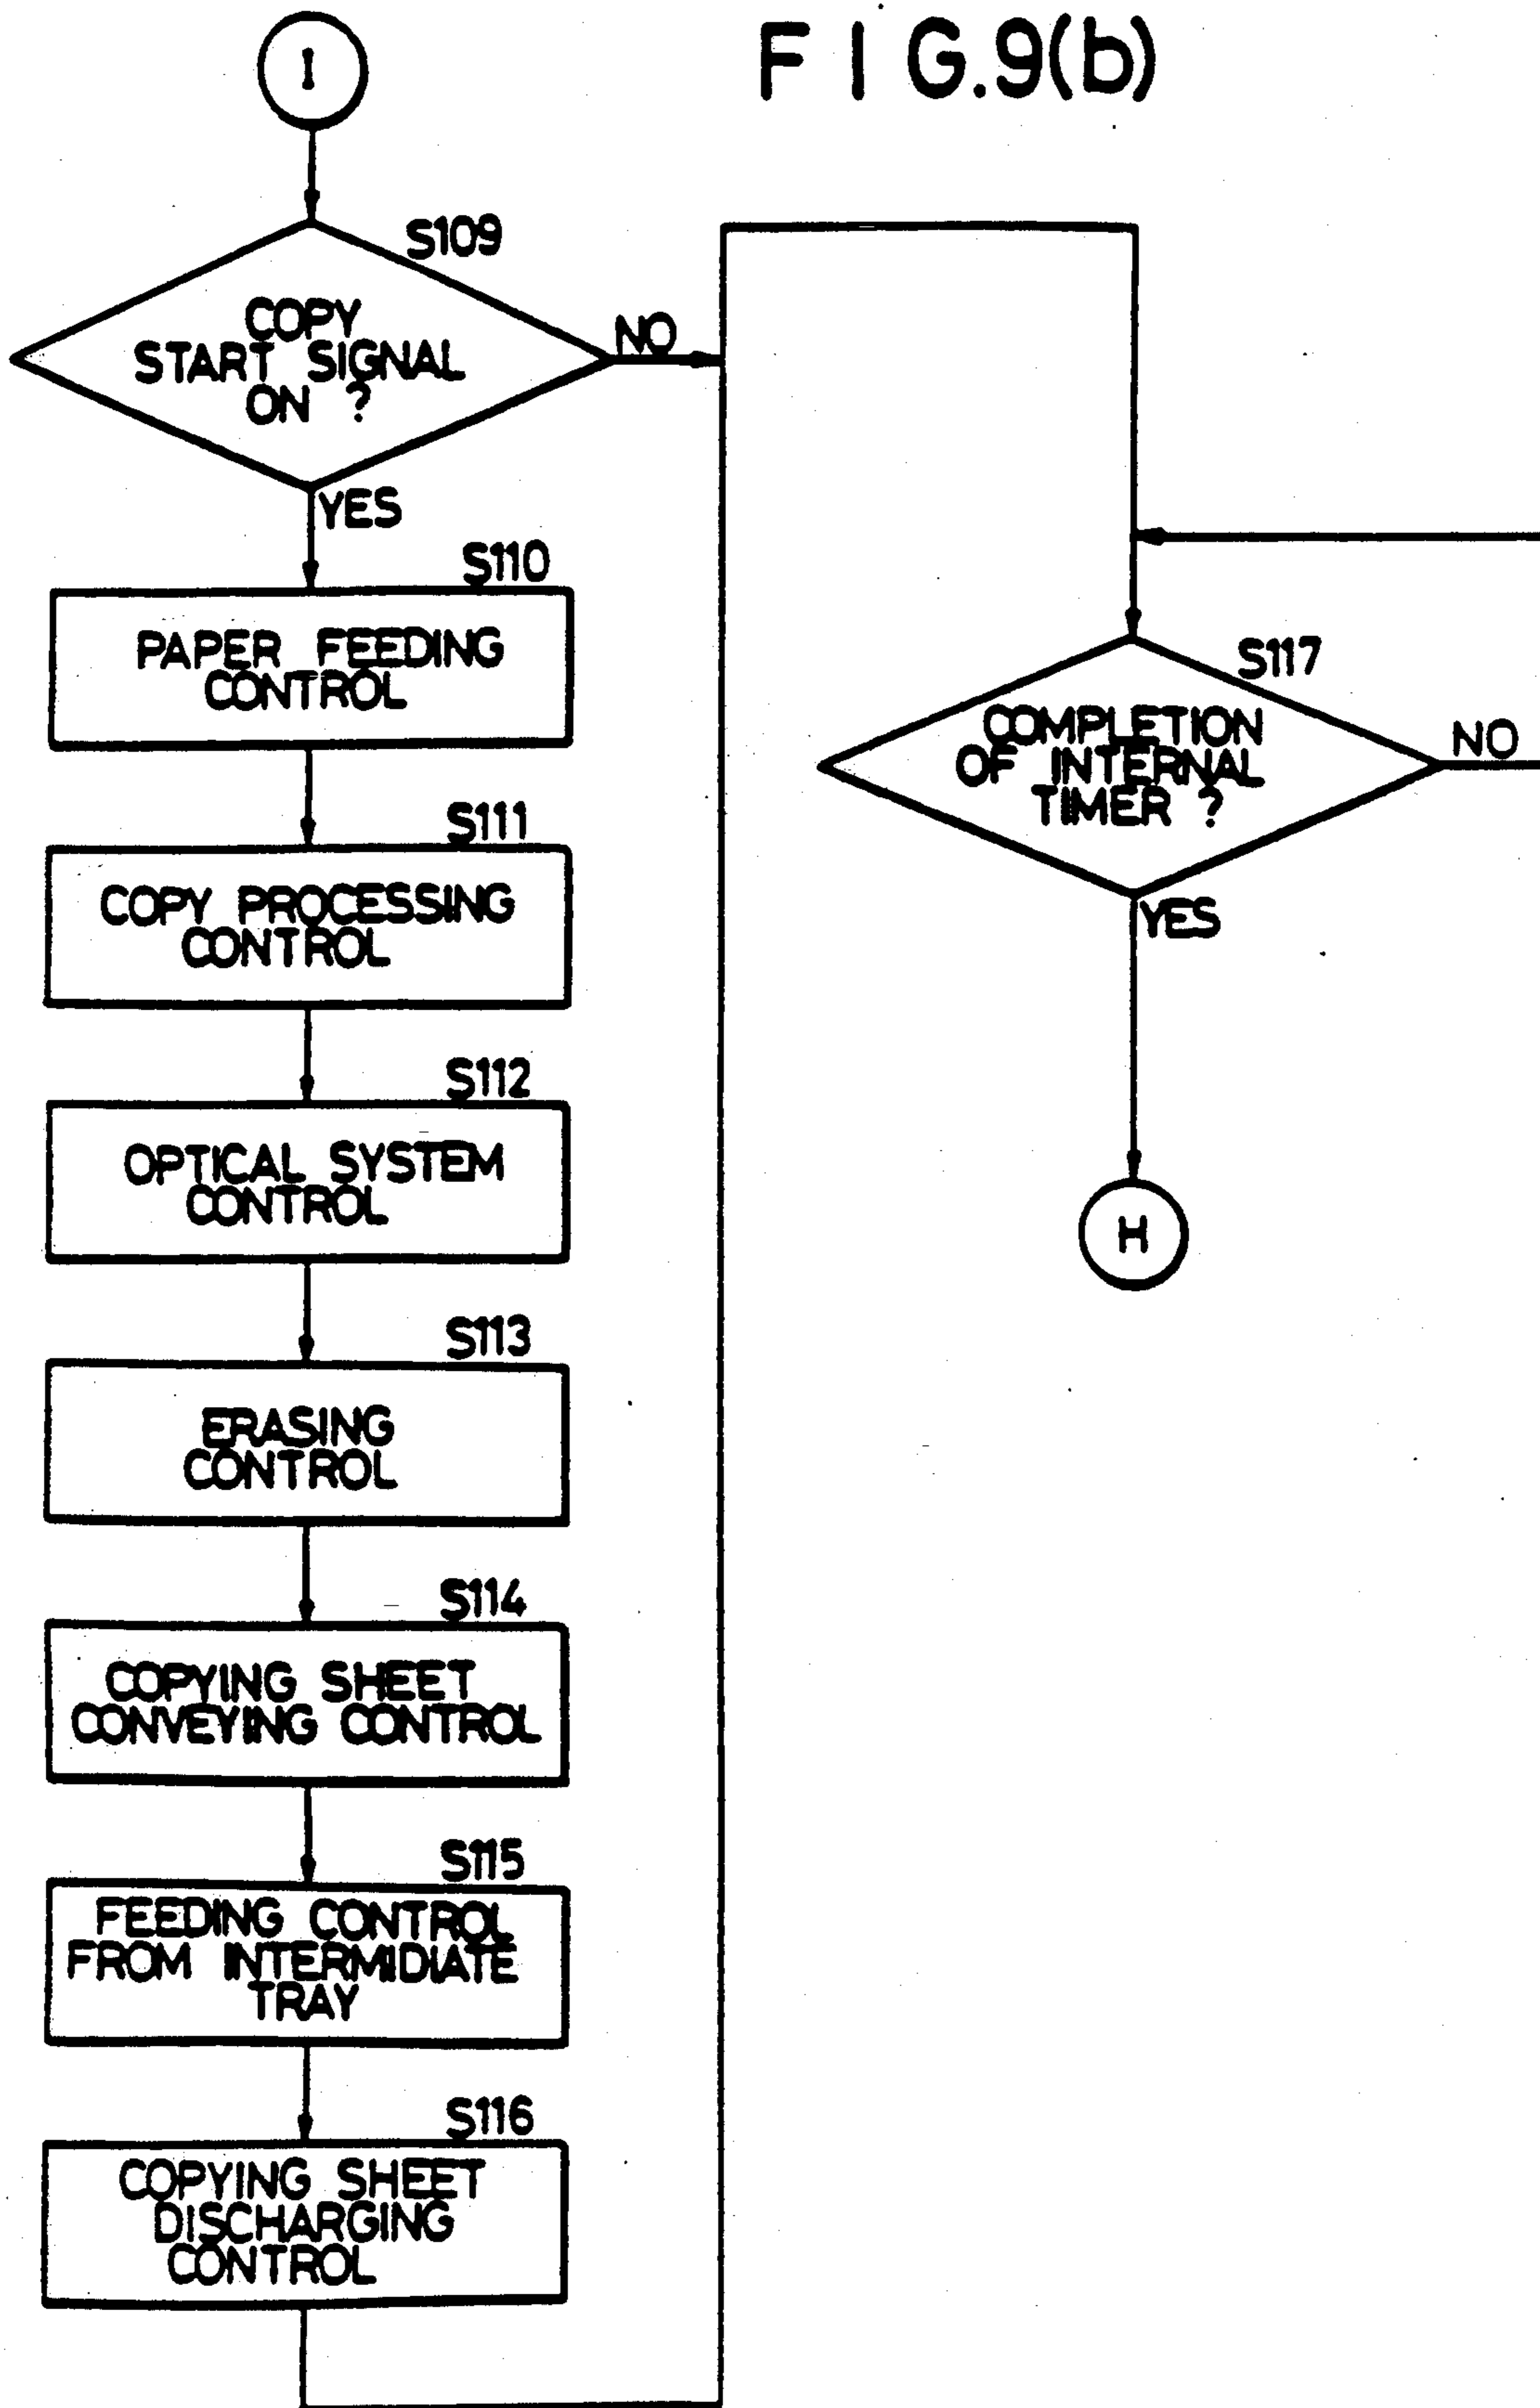 FIG.9(b)
I
S109
COPY
START SIGNAL
ON ?
NO
YES
S110
PAPER FEEDING
CONTROL
S111
COPY PROCESSING
CONTROL
S112
OPTICAL SYSTEM
CONTROL
S113
ERASING
CONTROL
S114
COPYING SHEET
CONVEYING CONTROL
S115
FEEDING CONTROL
FROM INTERMIDIATE
TRAY
S116
COPYING SHEET
DISCHARGING
CONTROL
S117
COMPLETION
OF INTERNAL
TIMER ?
NO
YES
H